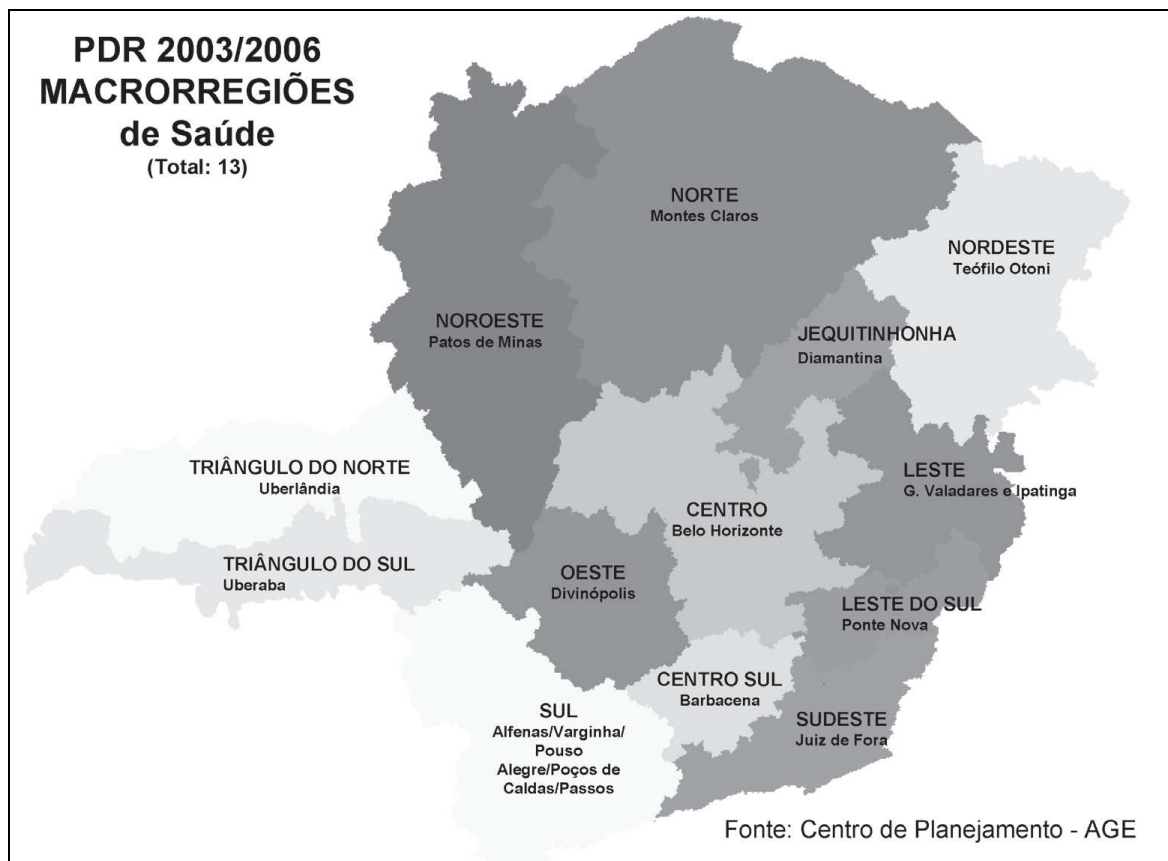 PDR 2003/2006
MACRORREGIÕES
de Saúde
(Total: 13)
NORTE
Montes Claros
NORDESTE
Teófilo Otoni
NOROESTE
Patos de Minas
JEQUITINHONHA
Diamantina
TRIÂNGULO DO NORTE
Uberlândia
LESTE
G. Valadares e Ipatinga
CENTRO
Belo Horizonte
TRIÂNGULO DO SUL
Uberaba
OESTE
Divinópolis
LESTE DO SUL
Ponte Nova
CENTRO SUL
Barbacena
SUL
Alfenas/Varginha/
Pouso
Alegre/Poços de
Caldas/Passos
SUDESTE
Juiz de Fora
Fonte: Centro de Planejamento - AGE